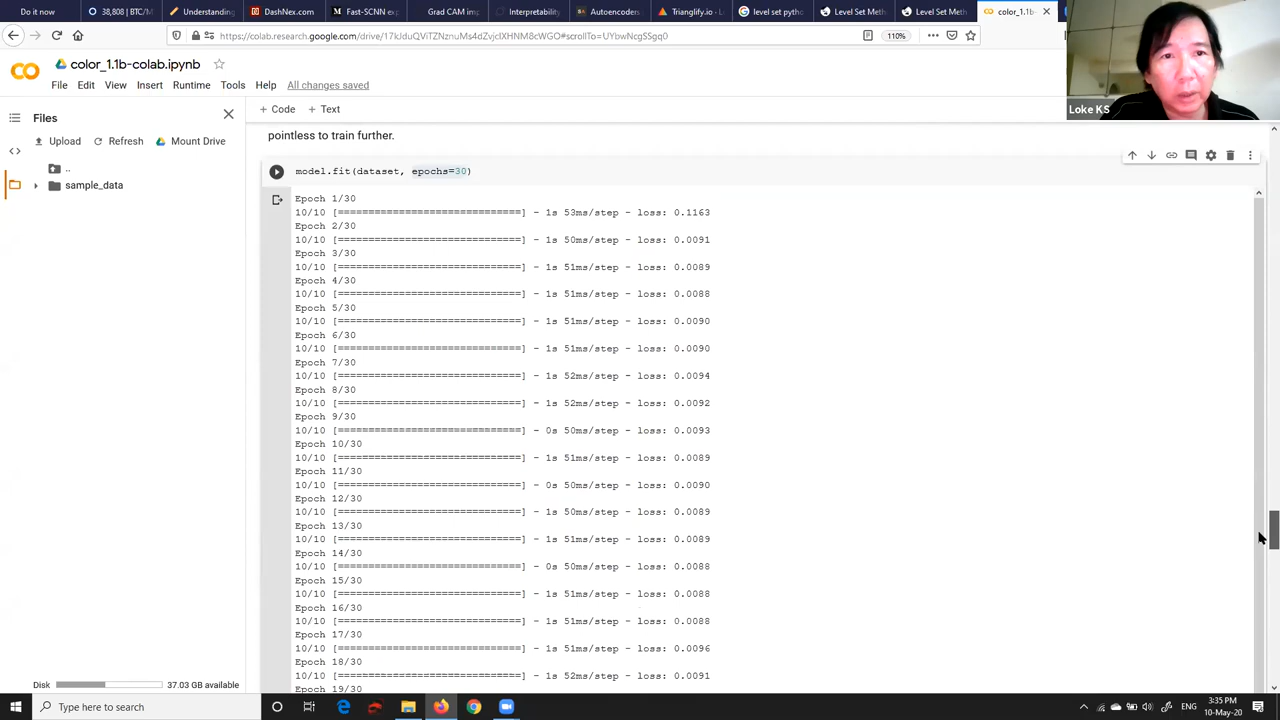 Do it now
38,808 | BTC/M
Understanding
DashNex.com
Fast-SCNN exp
Grad CAM imp
Interpretability
Autoencoders
Trianglify.io - L
level set pytho
Level Set Meth
Level Set Meth
color_1.1b-c
https://colab.research.google.com/drive/17kJduQViTZNznuMs4dZvjcIXHNM8cWGO#scrollTo=UYbwNcgSSgq0
110%
color_1.1b-colab.ipynb
File Edit View Insert Runtime Tools Help All changes saved
Loke KS
Files
+ Code + Text
Upload Refresh Mount Drive
..
sample_data
pointless to train further.
model.fit(dataset, epochs=30)
Epoch 1/30
10/10 [==============================] - 1s 53ms/step - loss: 0.1163
Epoch 2/30
10/10 [==============================] - 1s 50ms/step - loss: 0.0091
Epoch 3/30
10/10 [==============================] - 1s 51ms/step - loss: 0.0089
Epoch 4/30
10/10 [==============================] - 1s 51ms/step - loss: 0.0088
Epoch 5/30
10/10 [==============================] - 1s 51ms/step - loss: 0.0090
Epoch 6/30
10/10 [==============================] - 1s 51ms/step - loss: 0.0090
Epoch 7/30
10/10 [==============================] - 1s 52ms/step - loss: 0.0094
Epoch 8/30
10/10 [==============================] - 1s 52ms/step - loss: 0.0092
Epoch 9/30
10/10 [==============================] - 0s 50ms/step - loss: 0.0093
Epoch 10/30
10/10 [==============================] - 1s 51ms/step - loss: 0.0089
Epoch 11/30
10/10 [==============================] - 0s 50ms/step - loss: 0.0090
Epoch 12/30
10/10 [==============================] - 1s 50ms/step - loss: 0.0089
Epoch 13/30
10/10 [==============================] - 1s 51ms/step - loss: 0.0089
Epoch 14/30
10/10 [==============================] - 0s 50ms/step - loss: 0.0088
Epoch 15/30
10/10 [==============================] - 1s 51ms/step - loss: 0.0088
Epoch 16/30
10/10 [==============================] - 1s 51ms/step - loss: 0.0088
Epoch 17/30
10/10 [==============================] - 1s 51ms/step - loss: 0.0096
Epoch 18/30
10/10 [==============================] - 1s 52ms/step - loss: 0.0091
Epoch 19/30
Disk 37.03 GB available
Type here to search
ENG
3:35 PM
10-May-20